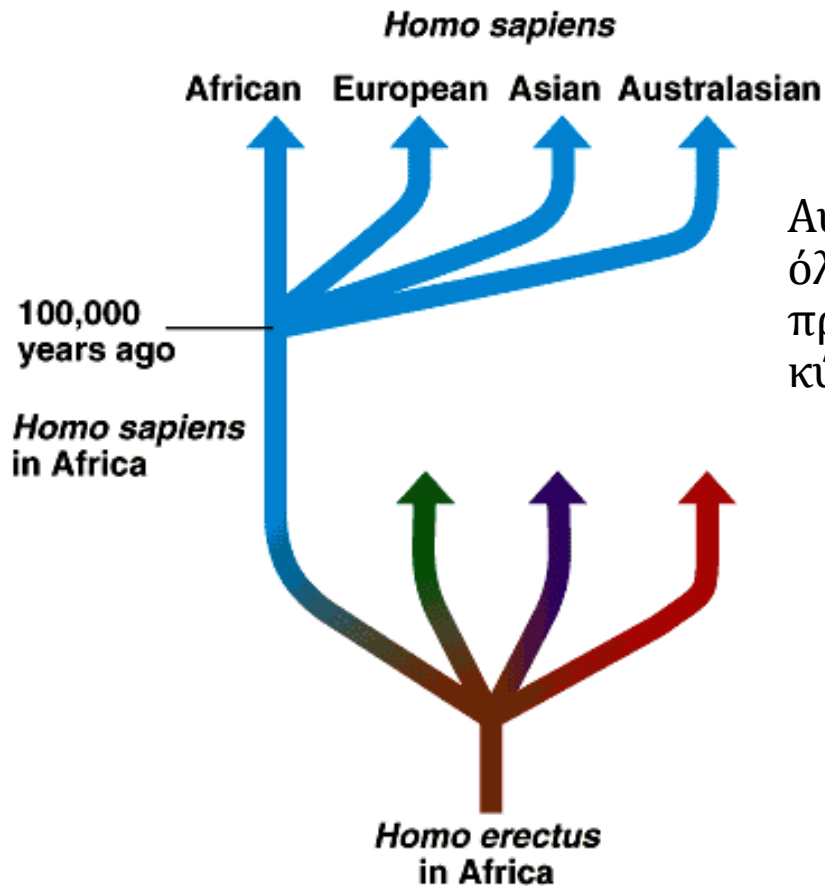 Homo sapiens
African European Asian Australasian
100,000
years ago
Homo sapiens
in Africa
Homo erectus
in Africa